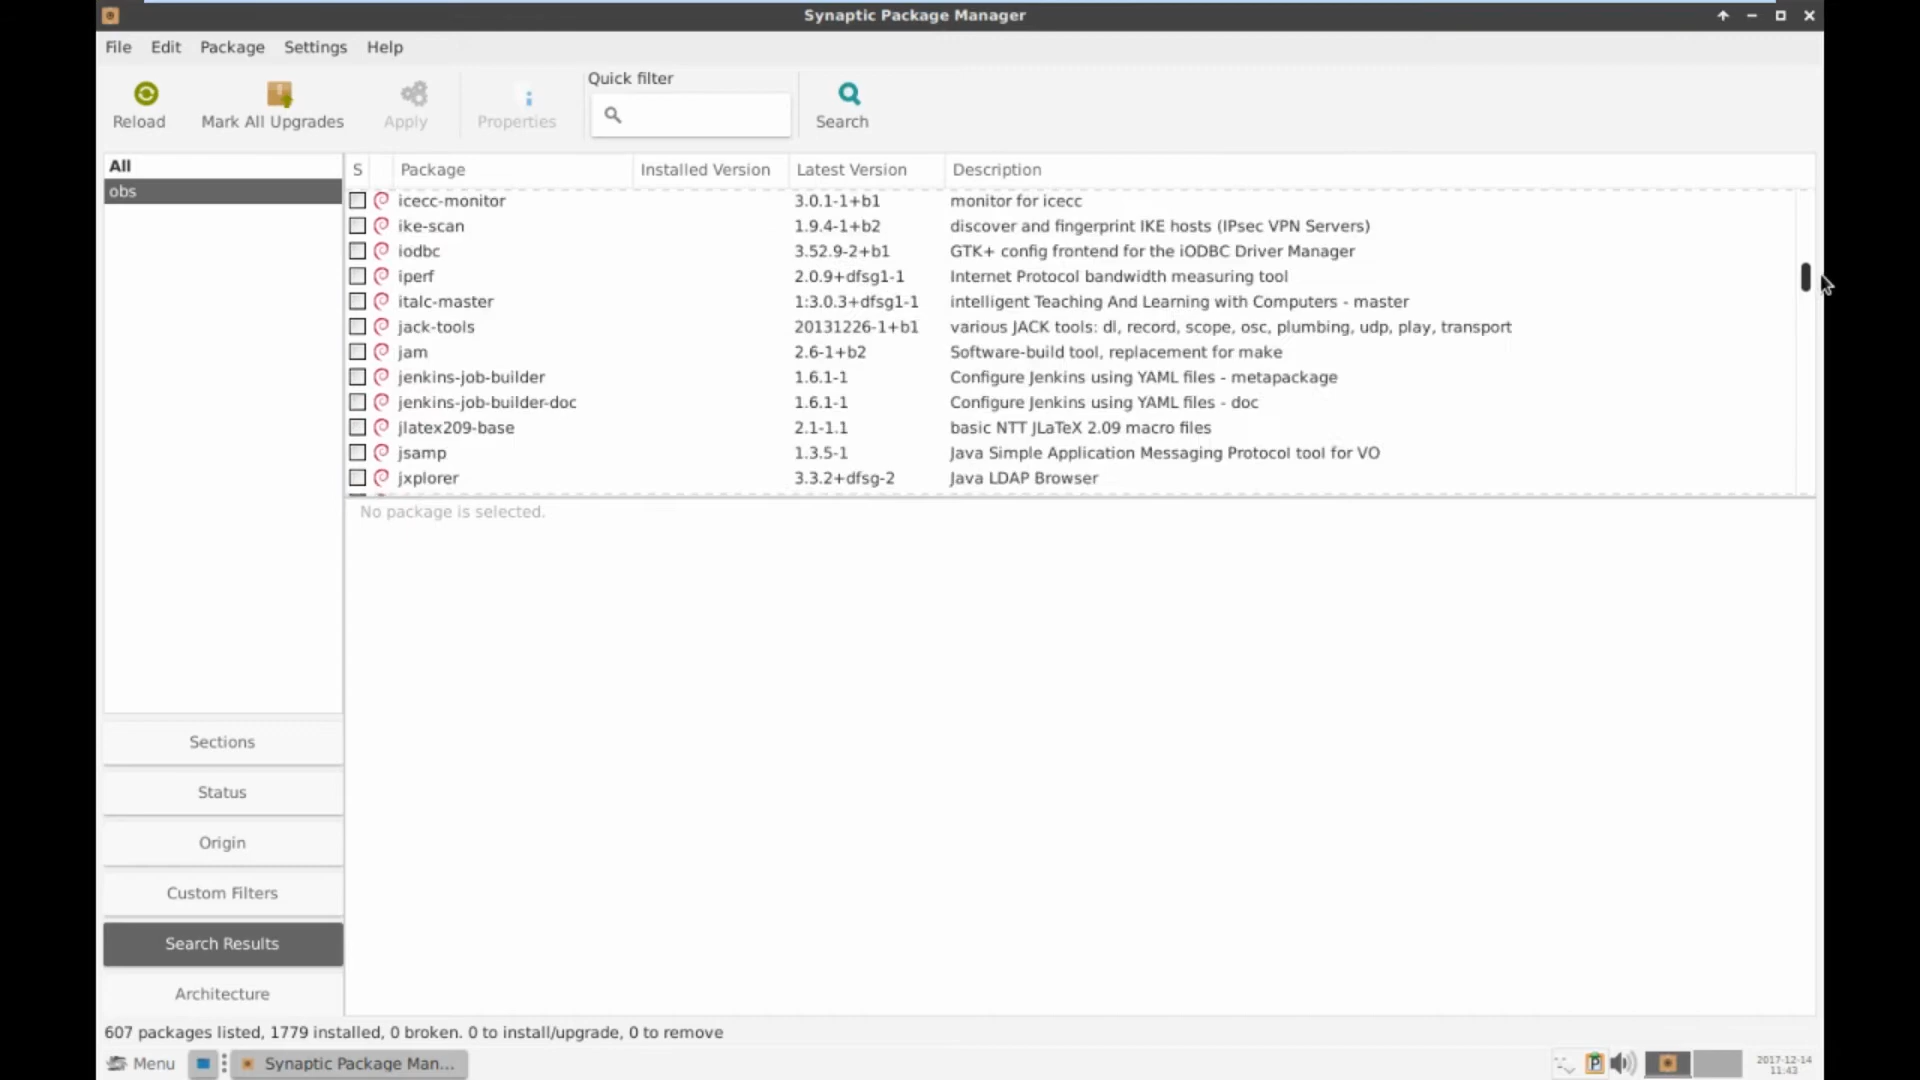 Synaptic Package Manager
File Edit Package Settings Help
Reload Mark All Upgrades Apply Properties Quick filter Search
All
obs
S Package Installed Version Latest Version Description
icecc-monitor 3.0.1-1+b1 monitor for icecc
ike-scan 1.9.4-1+b2 discover and fingerprint IKE hosts (IPsec VPN Servers)
iodbc 3.52.9-2+b1 GTK+ config frontend for the iODBC Driver Manager
iperf 2.0.9+dfsg1-1 Internet Protocol bandwidth measuring tool
italc-master 1:3.0.3+dfsg1-1 intelligent Teaching And Learning with Computers - master
jack-tools 20131226-1+b1 various JACK tools: dl, record, scope, osc, plumbing, udp, play, transport
jam 2.6-1+b2 Software-build tool, replacement for make
jenkins-job-builder 1.6.1-1 Configure Jenkins using YAML files - metapackage
jenkins-job-builder-doc 1.6.1-1 Configure Jenkins using YAML files - doc
jlatex209-base 2.1-1.1 basic NTT JLaTeX 2.09 macro files
jsamp 1.3.5-1 Java Simple Application Messaging Protocol tool for VO
jxplorer 3.3.2+dfsg-2 Java LDAP Browser
No package is selected.
Sections
Status
Origin
Custom Filters
Search Results
Architecture
607 packages listed, 1779 installed, 0 broken. 0 to install/upgrade, 0 to remove
Menu Synaptic Package Man... P 2017-12-14
11:43